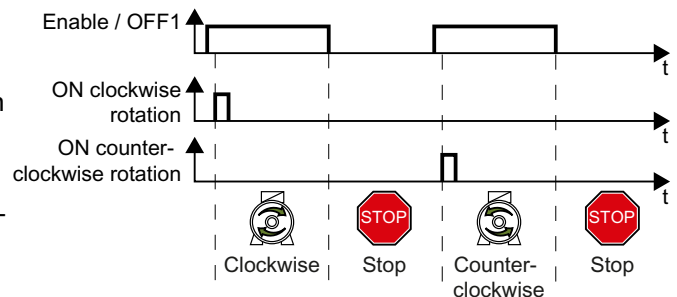 Enable / OFF1
t
n
ON clockwise
rotation
t
ON counter-
clockwise rotation
t
-
STOP
STOP
Clockwise
Stop
Counter-
clockwise
Stop